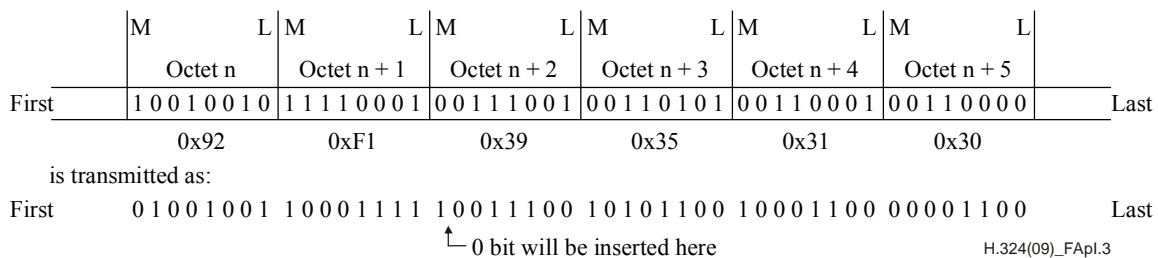 M L M L M L M L M L M L
Octet n Octet n + 1 Octet n + 2 Octet n + 3 Octet n + 4 Octet n + 5
First 1 0 0 1 0 0 1 0 1 1 1 1 0 0 0 1 0 0 1 1 1 0 0 1 0 0 1 1 0 1 0 1 0 0 1 1 0 0 0 1 0 0 1 1 0 0 0 0 Last
0x92 0xF1 0x39 0x35 0x31 0x30
is transmitted as:
First 0 1 0 0 1 0 0 1 1 0 0 0 1 1 1 1 1 0 0 1 1 1 0 0 1 0 1 0 1 1 0 0 1 0 0 0 1 1 0 0 0 0 0 0 1 1 0 0 Last
0 bit will be inserted here
H.324(09)_FApI.3